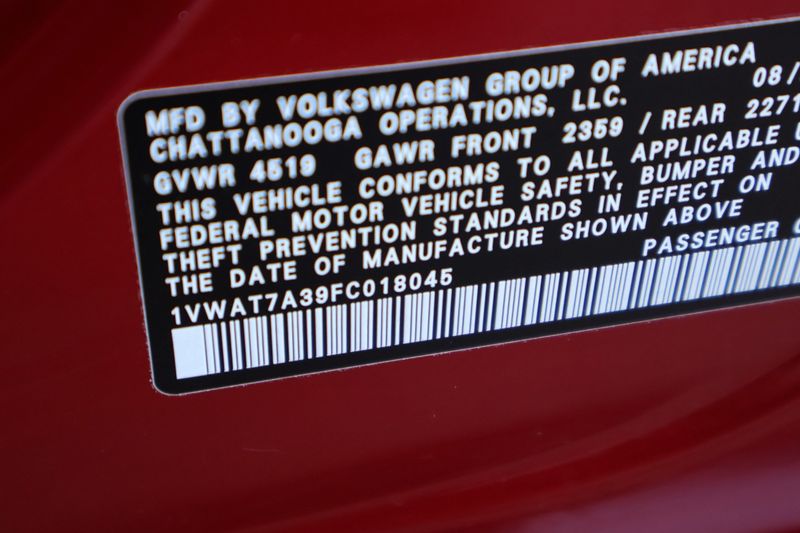 MFD BY VOLKSWAGEN GROUP OF AMERICA
CHATTANOOGA OPERATIONS, LLC. 08/
GVWR 4519 GAWR FRONT 2359 / REAR 2271
THIS VEHICLE CONFORMS TO ALL APPLICABLE
FEDERAL MOTOR VEHICLE SAFETY, BUMPER AND
THEFT PREVENTION STANDARDS IN EFFECT ON
THE DATE OF MANUFACTURE SHOWN ABOVE
1VWAT7A39FC018045 PASSENGER